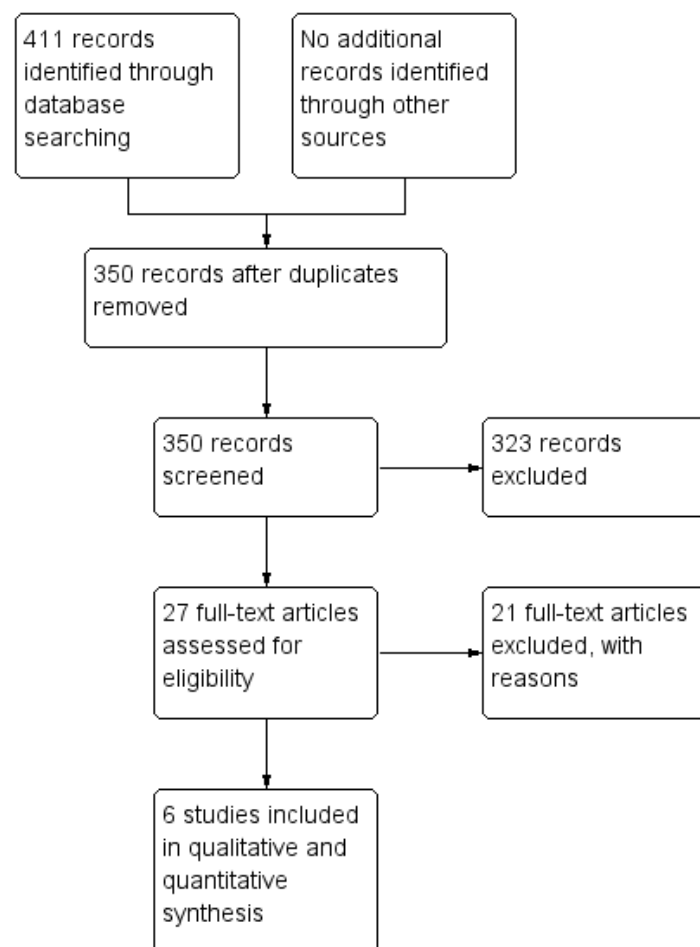 411 records
identified through
database
searching
No additional
records identified
through other
sources
350 records after duplicates
removed
350 records
screened
323 records
excluded
27 full-text articles
assessed for
eligibility
21 full-text articles
excluded, with
reasons
6 studies included
in qualitative and
quantitative
synthesis